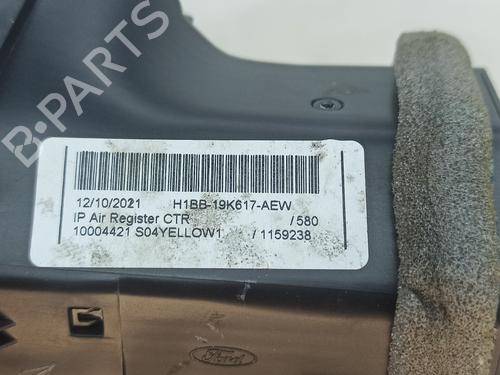 B-PARTS
12/10/2021 H1BB-19K617-AEW
IP Air Register CTR /580
10004421 S04YELLOW1 /1159238
Ford